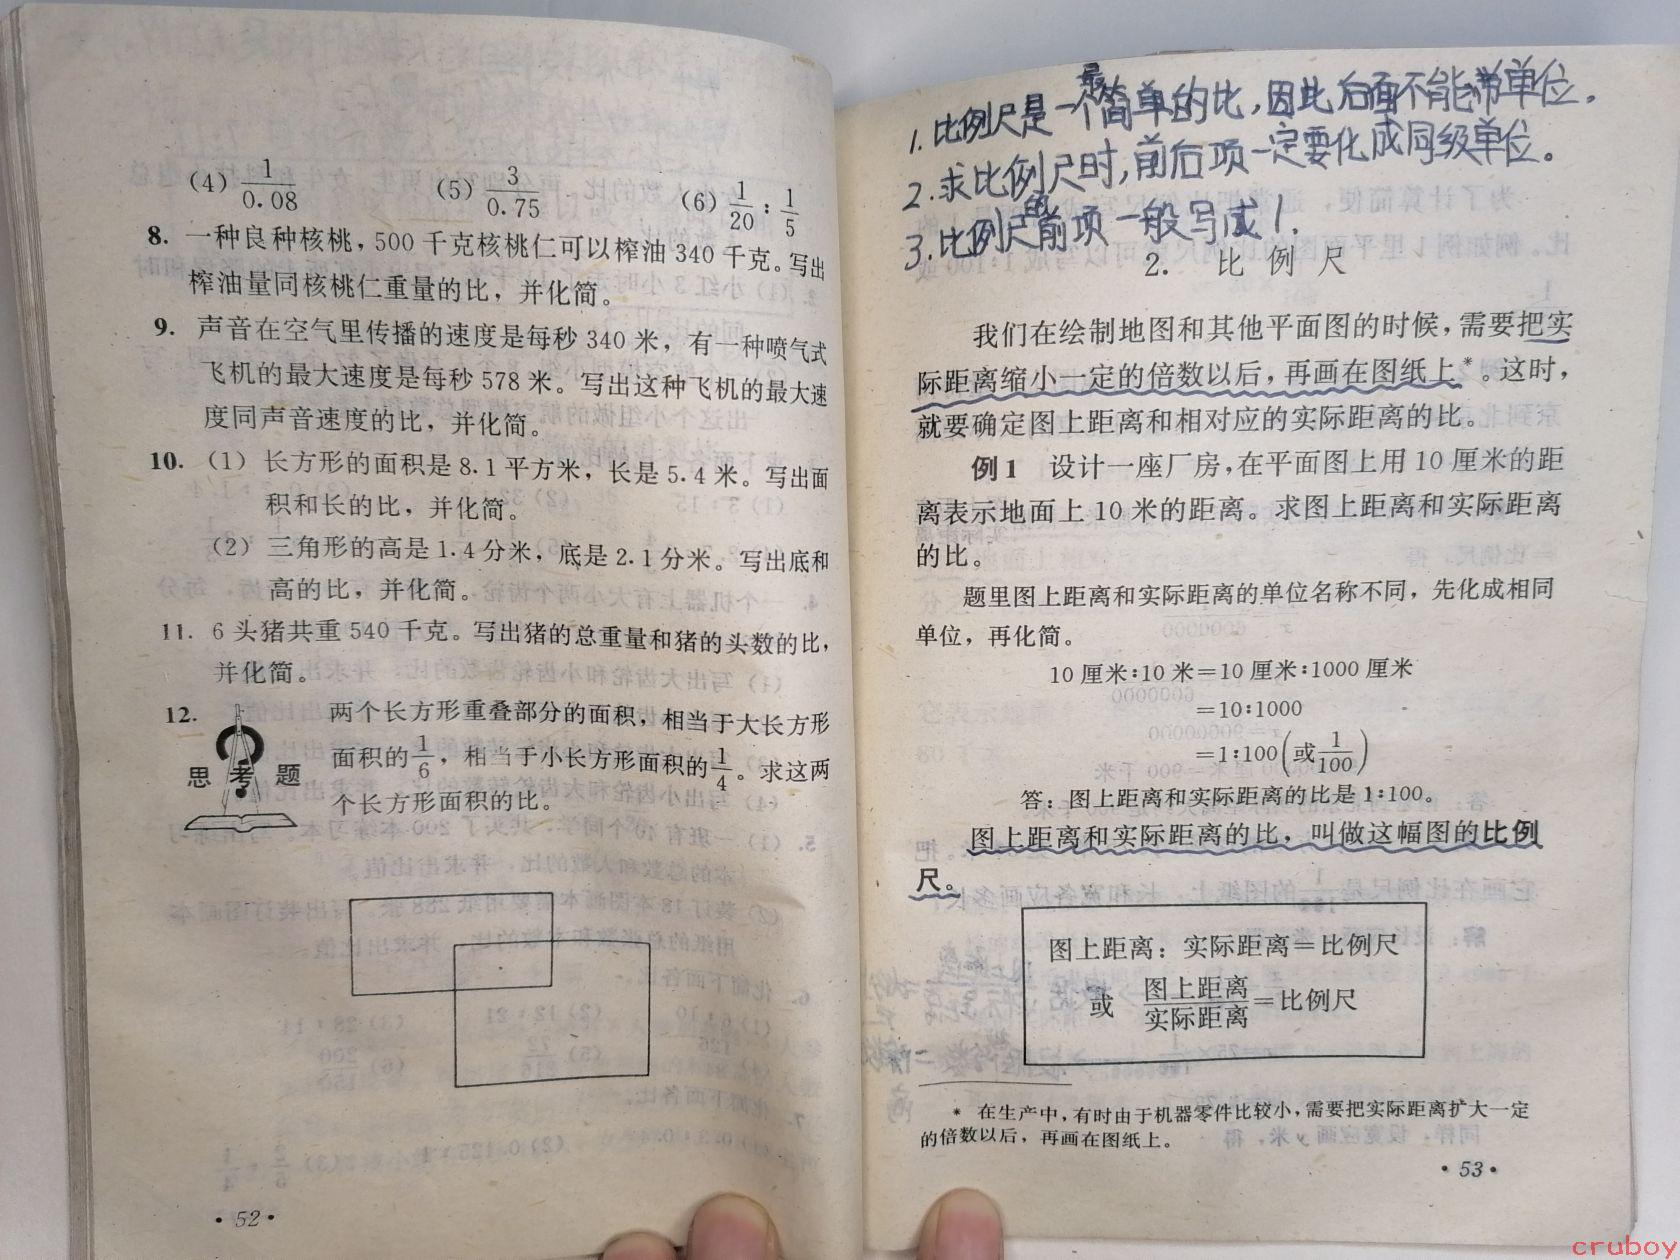 (4) 1/0.08 (5) 3/0.75 (6) 1/20 : 1/5
8. 一种良种核桃，500 千克核桃仁可以榨油 340 千克。写出
榨油量同核桃仁重量的比，并化简。
9. 声音在空气里传播的速度是每秒 340 米，有一种喷气式
飞机的最大速度是每秒 578 米。写出这种飞机的最大速
度同声音速度的比，并化简。
10. (1) 长方形的面积是 8.1 平方米，长是 5.4 米。写出面
积和长的比，并化简。
(2) 三角形的高是 1.4 分米，底是 2.1 分米。写出底和
高的比，并化简。
11. 6 头猪共重 540 千克。写出猪的总重量和猪的头数的比，
并化简。
12. 两个长方形重叠部分的面积，相当于大长方形
思考题
面积的 1/6，相当于小长方形面积的 1/4。求这两
个长方形面积的比。
·52·
1.比例尺是一个最简单的比，因此后面不能带单位。
2.求比例尺时，前后项一定要化成同级单位。
3.比例尺的前项一般写成1.
2. 比例尺
我们在绘制地图和其他平面图的时候，需要把实
际距离缩小一定的倍数以后，再画在图纸上*。这时，
就要确定图上距离和相对应的实际距离的比。
例1 设计一座厂房，在平面图上用 10 厘米的距
离表示地面上 10 米的距离。求图上距离和实际距离
的比。
题里图上距离和实际距离的单位名称不同，先化成相同
单位，再化简。
10 厘米:10 米=10 厘米:1000 厘米
=10:1000
=1:100(或 1/100)
答：图上距离和实际距离的比是 1:100。
图上距离和实际距离的比，叫做这幅图的比例
尺。
图上距离：实际距离=比例尺
或 图上距离/实际距离=比例尺
* 在生产中，有时由于机器零件比较小，需要把实际距离扩大一定
的倍数以后，再画在图纸上。
·53·
cruboy